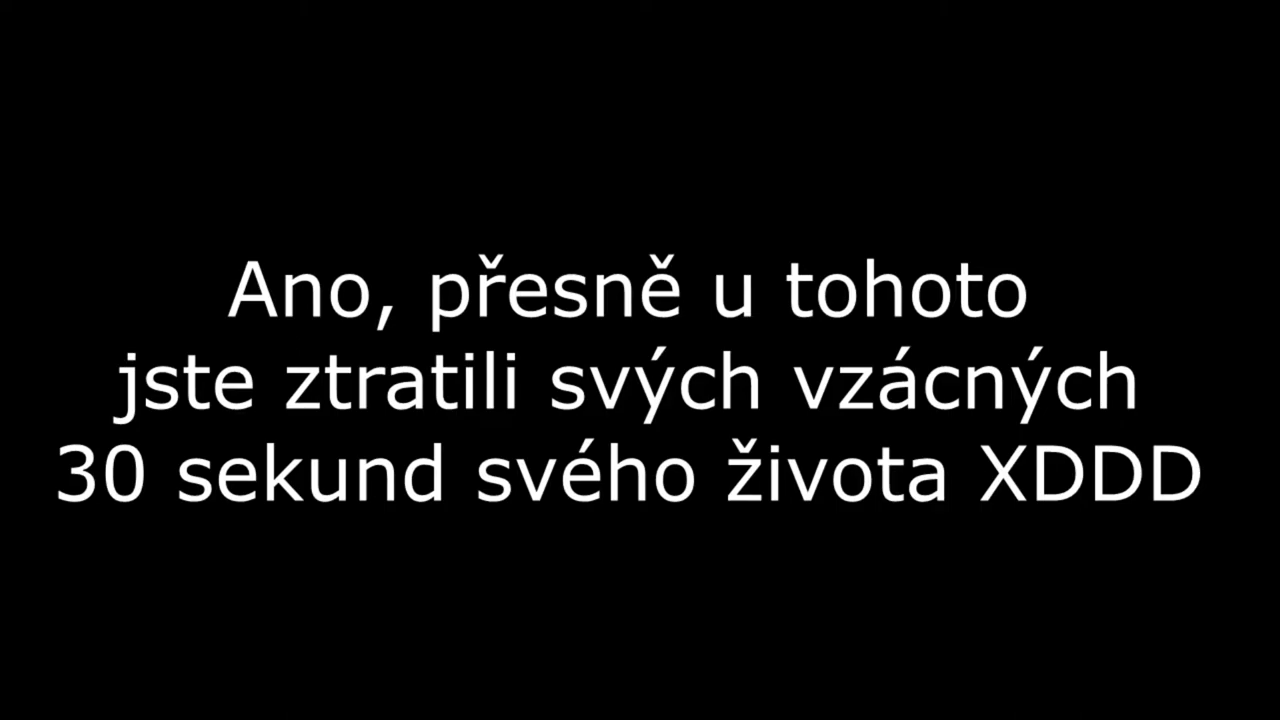 Ano, přesně u tohoto
jste ztratili svých vzácných
30 sekund svého života XDDD